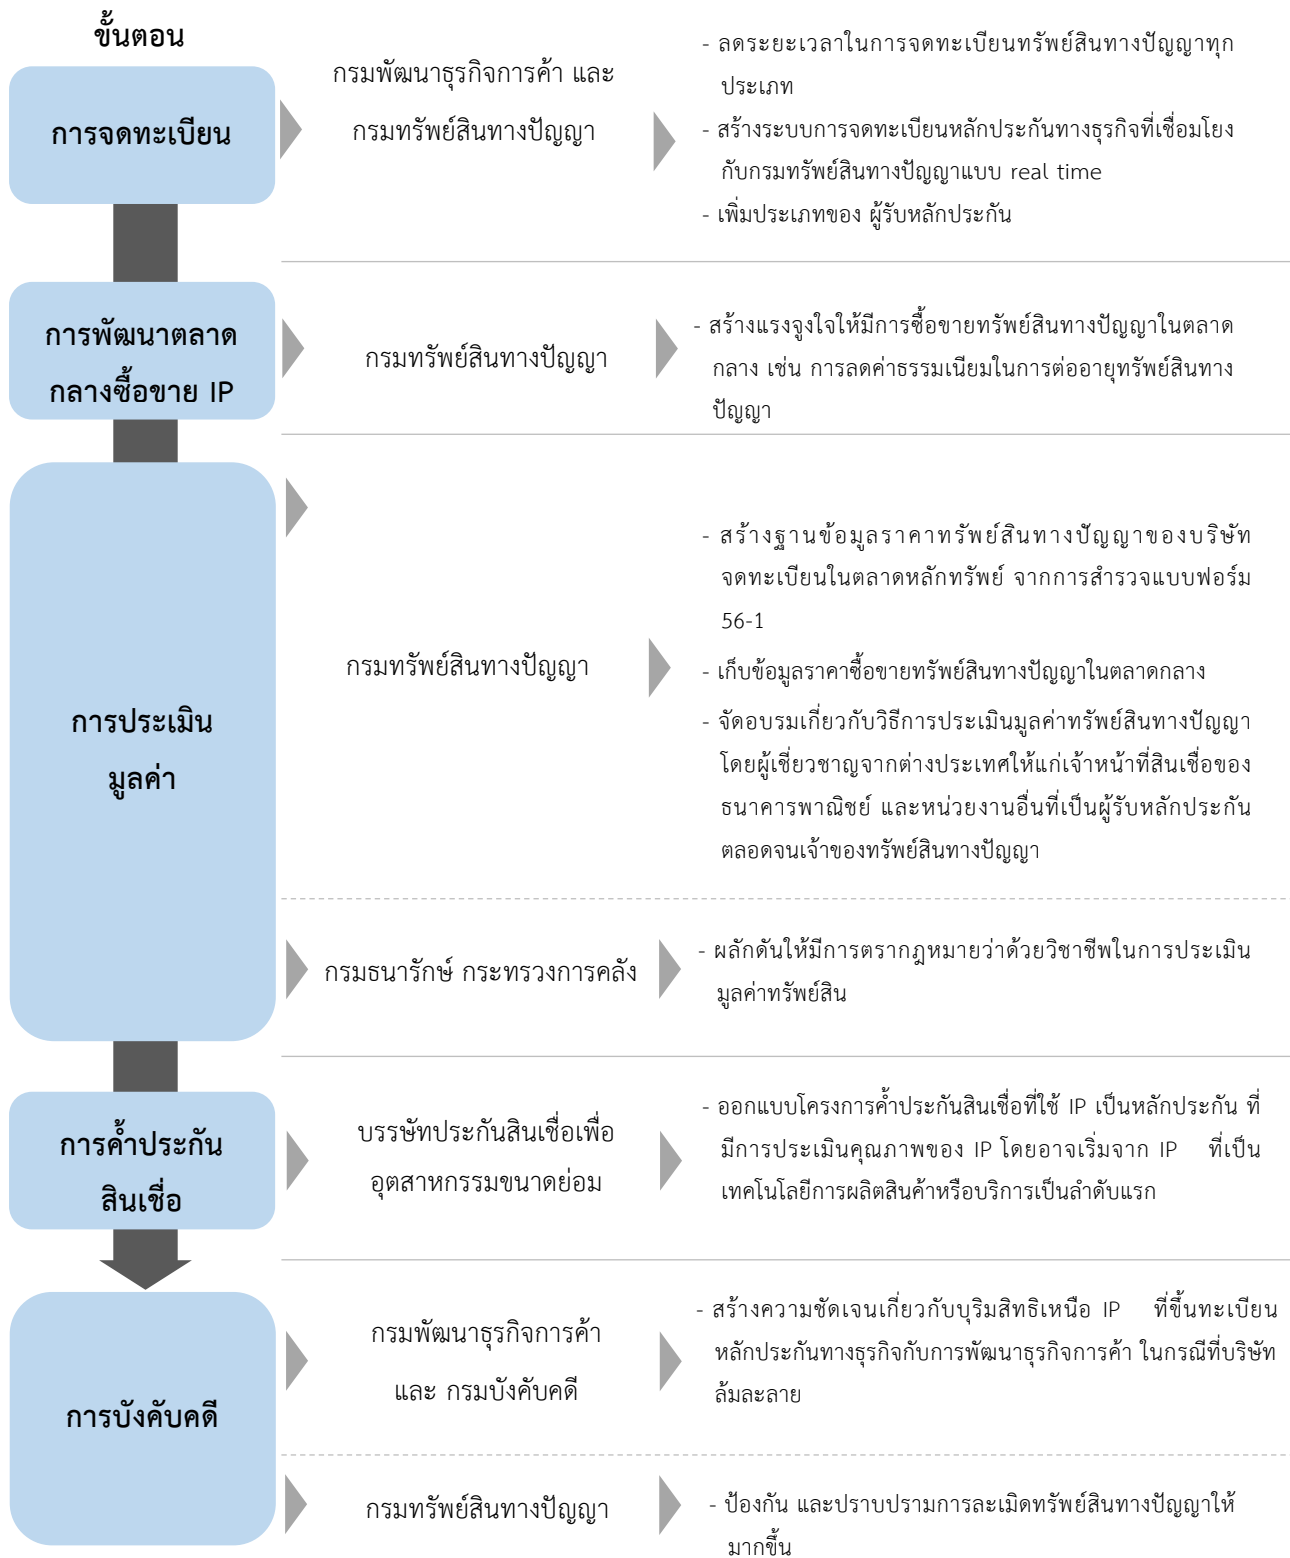 ขั้นตอน
การจดทะเบียน
กรมพัฒนาธุรกิจการค้า และ
กรมทรัพย์สินทางปัญญา
- ลดระยะเวลาในการจดทะเบียนทรัพย์สินทางปัญญาทุก
ประเภท
- สร้างระบบการจดทะเบียนหลักประกันทางธุรกิจที่เชื่อมโยง
กับกรมทรัพย์สินทางปัญญาแบบ real time
- เพิ่มประเภทของ ผู้รับหลักประกัน
การพัฒนาตลาด
กลางซื้อขาย IP
กรมทรัพย์สินทางปัญญา
- สร้างแรงจูงใจให้มีการซื้อขายทรัพย์สินทางปัญญาในตลาด
กลาง เช่น การลดค่าธรรมเนียมในการต่ออายุทรัพย์สินทาง
ปัญญา
การประเมิน
มูลค่า
กรมทรัพย์สินทางปัญญา
- สร้างฐานข้อมูลราคาทรัพย์สินทางปัญญาของบริษัท
จดทะเบียนในตลาดหลักทรัพย์ จากการสำรวจแบบฟอร์ม
56-1
- เก็บข้อมูลราคาซื้อขายทรัพย์สินทางปัญญาในตลาดกลาง
- จัดอบรมเกี่ยวกับวิธีการประเมินมูลค่าทรัพย์สินทางปัญญา
โดยผู้เชี่ยวชาญจากต่างประเทศให้แก่เจ้าหน้าที่สินเชื่อของ
ธนาคารพาณิชย์ และหน่วยงานอื่นที่เป็นผู้รับหลักประกัน
ตลอดจนเจ้าของทรัพย์สินทางปัญญา
กรมธนารักษ์ กระทรวงการคลัง
- ผลักดันให้มีการตรากฎหมายว่าด้วยวิชาชีพในการประเมิน
มูลค่าทรัพย์สิน
การค้ำประกัน
สินเชื่อ
บรรษัทประกันสินเชื่อเพื่อ
อุตสาหกรรมขนาดย่อม
- ออกแบบโครงการค้ำประกันสินเชื่อที่ใช้ IP เป็นหลักประกัน ที่
มีการประเมินคุณภาพของ IP โดยอาจเริ่มจาก IP ที่เป็น
เทคโนโลยีการผลิตสินค้าหรือบริการเป็นลำดับแรก
การบังคับคดี
กรมพัฒนาธุรกิจการค้า
และ กรมบังคับคดี
- สร้างความชัดเจนเกี่ยวกับบุริมสิทธิเหนือ IP ที่ขึ้นทะเบียน
หลักประกันทางธุรกิจกับการพัฒนาธุรกิจการค้า ในกรณีที่บริษัท
ล้มละลาย
กรมทรัพย์สินทางปัญญา
- ป้องกัน และปราบปรามการละเมิดทรัพย์สินทางปัญญาให้
มากขึ้น